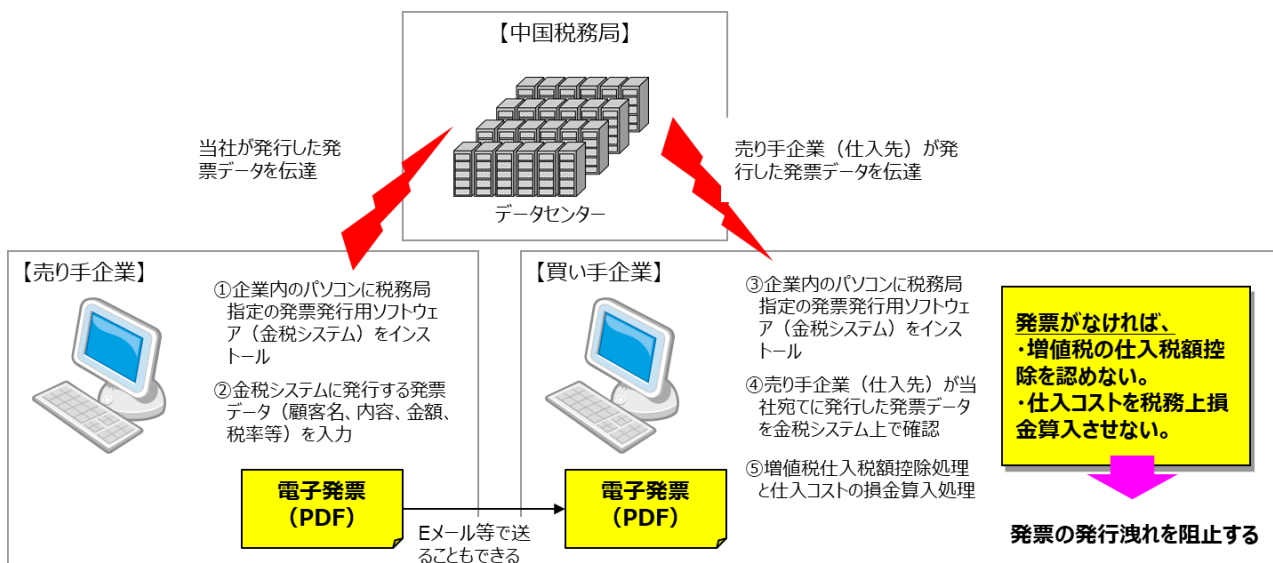 【中国税務局】
データセンター
当社が発行した発
票データを伝達
売り手企業（仕入先）が発
行した発票データを伝達
【売り手企業】
①企業内のパソコンに税務局
指定の発票発行用ソフトウェ
ア（金税システム）をインス
トール
②金税システムに発行する発票
データ（顧客名、内容、金額、
税率等）を入力
電子発票
（PDF）
Eメール等で送
ることもできる
【買い手企業】
③企業内のパソコンに税務局
指定の発票発行用ソフトウェ
ア（金税システム）をインス
トール
④売り手企業（仕入先）が当
社宛てに発行した発票データ
を金税システム上で確認
⑤増値税仕入税額控除処理
と仕入コストの損金算入処理
電子発票
（PDF）
発票がなければ、
・増値税の仕入税額控
除を認めない。
・仕入コストを税務上損
金算入させない。
発票の発行洩れを阻止する